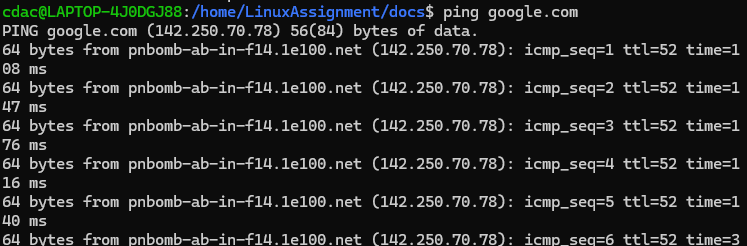 cdac@LAPTOP-4J0DGJ88:/home/LinuxAssignment/docs$ ping google.com
PING google.com (142.250.70.78) 56(84) bytes of data.
64 bytes from pnbomb-ab-in-f14.1e100.net (142.250.70.78): icmp_seq=1 ttl=52 time=1
08 ms
64 bytes from pnbomb-ab-in-f14.1e100.net (142.250.70.78): icmp_seq=2 ttl=52 time=1
47 ms
64 bytes from pnbomb-ab-in-f14.1e100.net (142.250.70.78): icmp_seq=3 ttl=52 time=1
76 ms
64 bytes from pnbomb-ab-in-f14.1e100.net (142.250.70.78): icmp_seq=4 ttl=52 time=1
16 ms
64 bytes from pnbomb-ab-in-f14.1e100.net (142.250.70.78): icmp_seq=5 ttl=52 time=1
40 ms
64 bytes from pnbomb-ab-in-f14.1e100.net (142.250.70.78): icmp_seq=6 ttl=52 time=3